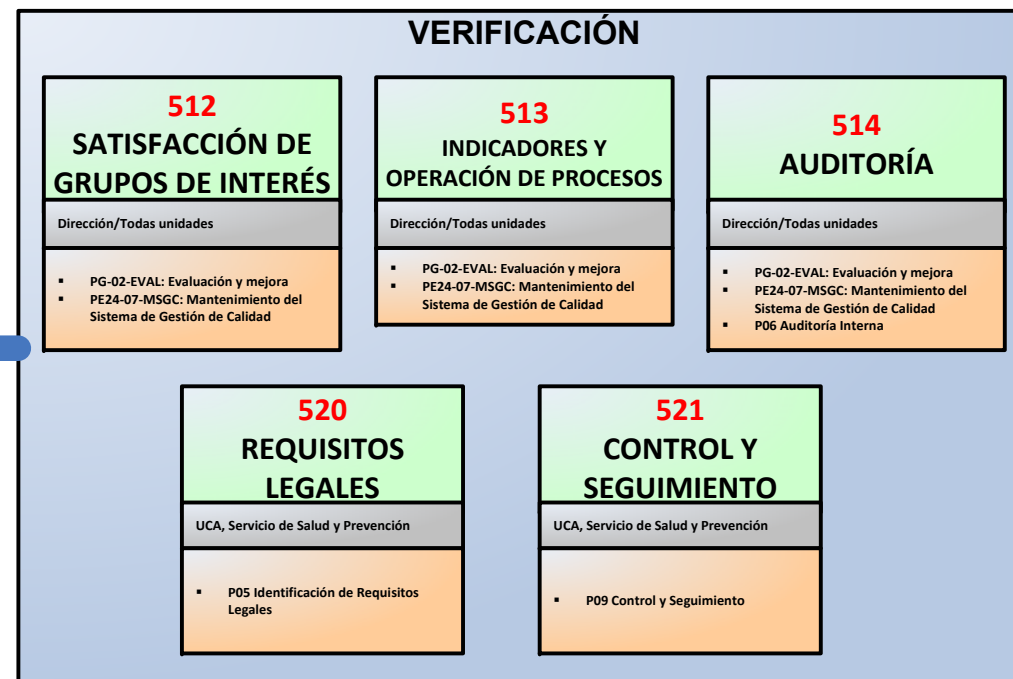 VERIFICACIÓN
512
SATISFACCIÓN DE
GRUPOS DE INTERÉS
Dirección/Todas unidades
▪ PG-02-EVAL: Evaluación y mejora
▪ PE24-07-MSGC: Mantenimiento del
Sistema de Gestión de Calidad
513
INDICADORES Y
OPERACIÓN DE PROCESOS
Dirección/Todas unidades
▪ PG-02-EVAL: Evaluación y mejora
▪ PE24-07-MSGC: Mantenimiento del
Sistema de Gestión de Calidad
514
AUDITORÍA
Dirección/Todas unidades
▪ PG-02-EVAL: Evaluación y mejora
▪ PE24-07-MSGC: Mantenimiento del
Sistema de Gestión de Calidad
▪ P06 Auditoría Interna
520
REQUISITOS
LEGALES
UCA, Servicio de Salud y Prevención
▪ P05 Identificación de Requisitos
Legales
521
CONTROL Y
SEGUIMIENTO
UCA, Servicio de Salud y Prevención
▪ P09 Control y Seguimiento